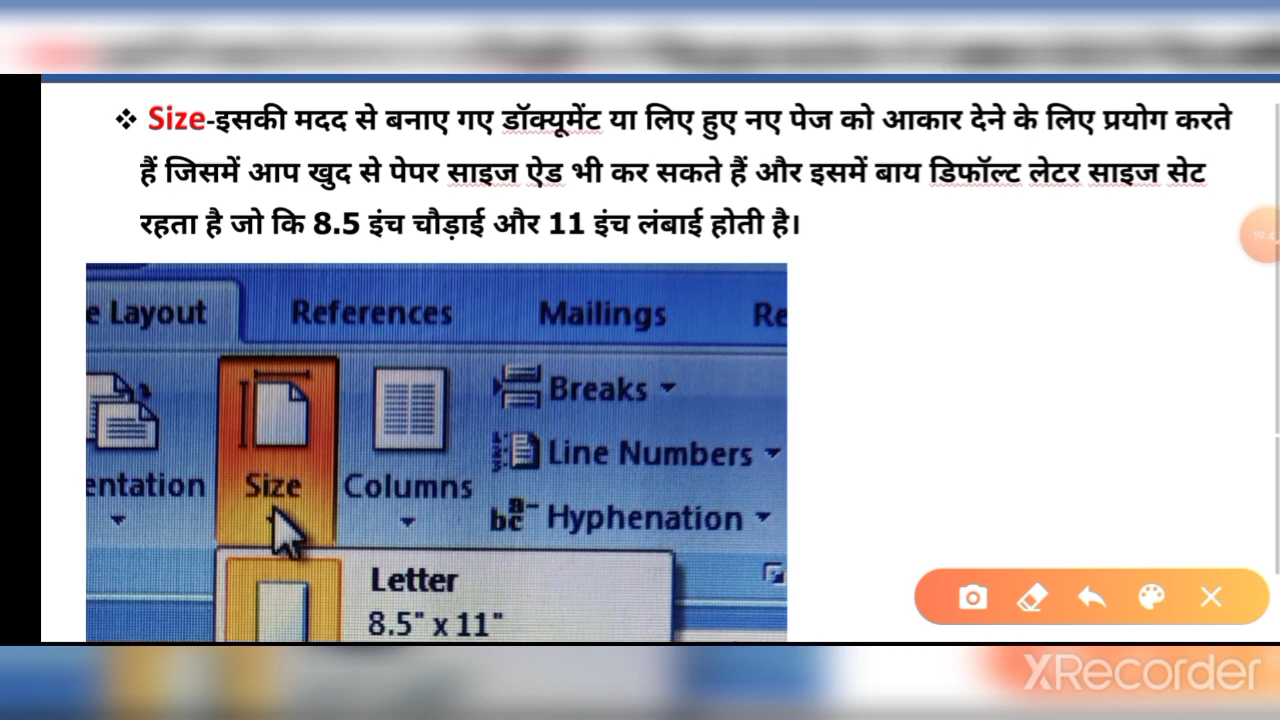 ❖ Size-इसकी मदद से बनाए गए डॉक्यूमेंट या लिए हुए नए पेज को आकार देने के लिए प्रयोग करते
हैं जिसमें आप खुद से पेपर साइज ऐड भी कर सकते हैं और इसमें बाय डिफॉल्ट लेटर साइज सेट
रहता है जो कि 8.5 इंच चौड़ाई और 11 इंच लंबाई होती है।
e Layout References Mailings Re
Breaks
Line Numbers
entation Size Columns
Hyphenation
Letter
8.5" x 11"
XRecorder